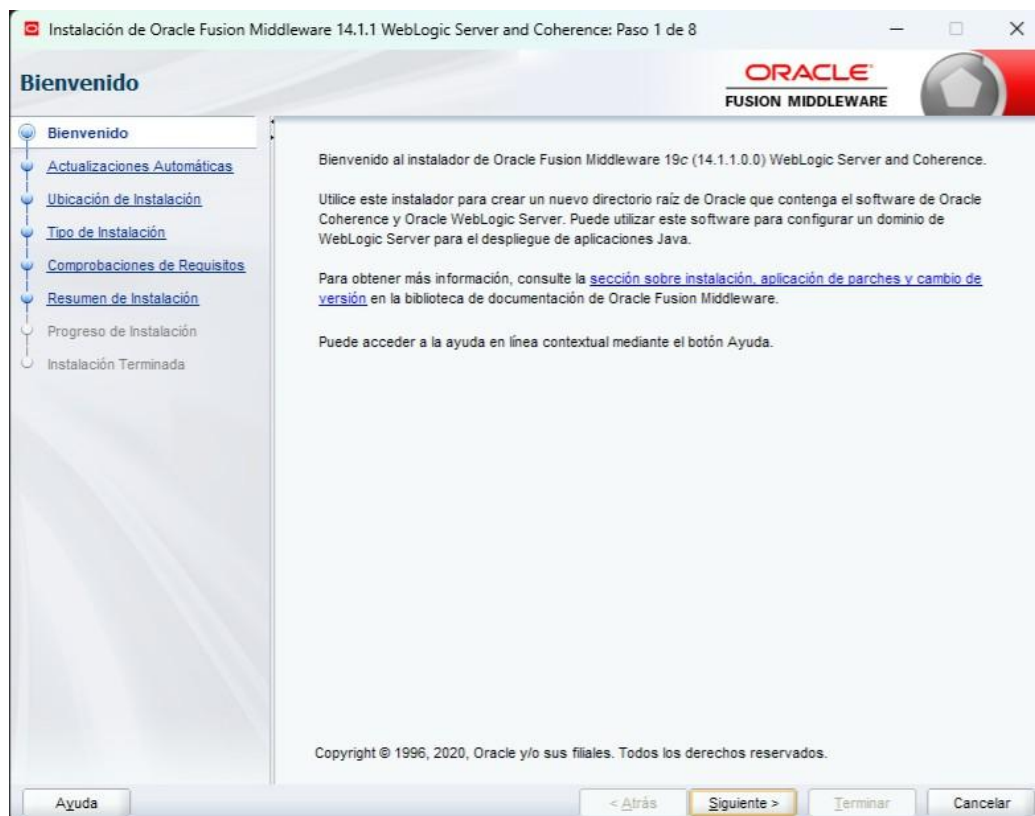 Instalación de Oracle Fusion Middleware 14.1.1 WebLogic Server and Coherence: Paso 1 de 8
Bienvenido
ORACLE
FUSION MIDDLEWARE
Bienvenido
Actualizaciones Automáticas
Ubicación de Instalación
Tipo de Instalación
Comprobaciones de Requisitos
Resumen de Instalación
Progreso de Instalación
Instalación Terminada
Bienvenido al instalador de Oracle Fusion Middleware 19c (14.1.1.0.0) WebLogic Server and Coherence.
Utilice este instalador para crear un nuevo directorio raíz de Oracle que contenga el software de Oracle
Coherence y Oracle WebLogic Server. Puede utilizar este software para configurar un dominio de
WebLogic Server para el despliegue de aplicaciones Java.
Para obtener más información, consulte la sección sobre instalación, aplicación de parches y cambio de
versión en la biblioteca de documentación de Oracle Fusion Middleware.
Puede acceder a la ayuda en línea contextual mediante el botón Ayuda.
Copyright © 1996, 2020, Oracle y/o sus filiales. Todos los derechos reservados.
Ayuda
< Atrás
Siguiente >
Terminar
Cancelar